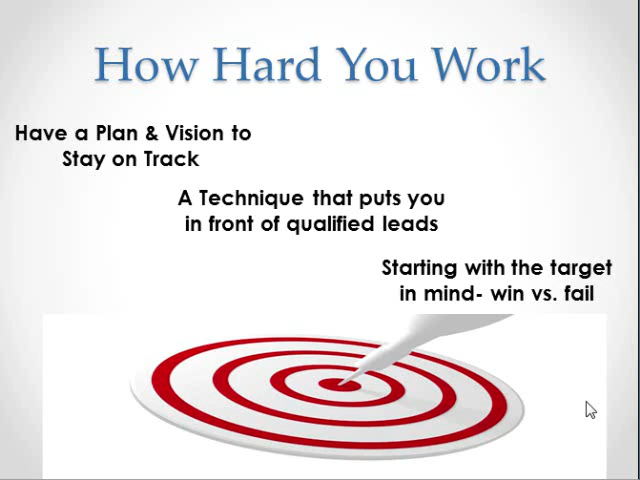 How Hard You Work
Have a Plan & Vision to
Stay on Track
A Technique that puts you
in front of qualified leads
Starting with the target
in mind- win vs. fail